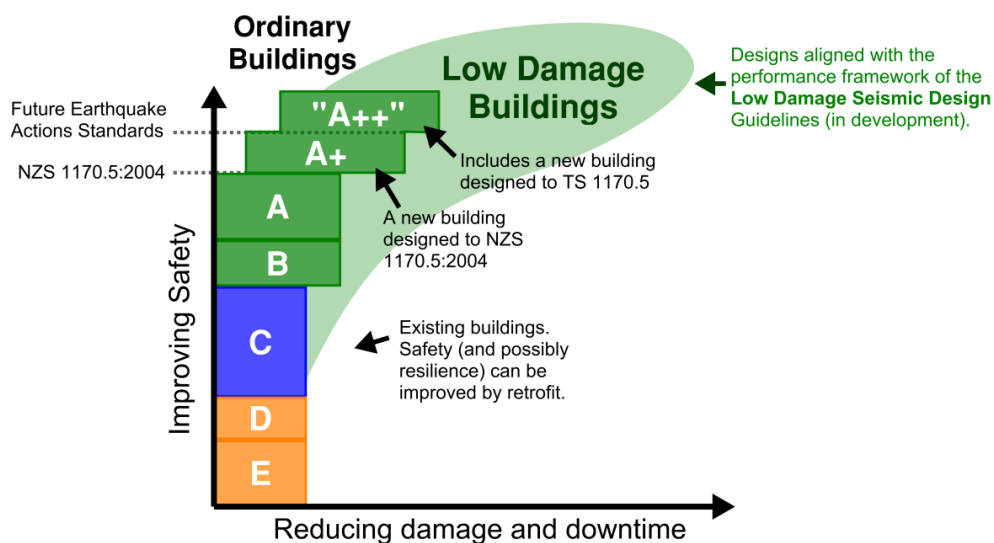 Ordinary
Buildings
Low Damage
Buildings
Designs aligned with the
performance framework of the
Low Damage Seismic Design
Guidelines (in development).
Future Earthquake
Actions Standards
NZS 1170.5:2004
"A++"
A+
Includes a new building
designed to TS 1170.5
A
A new building
designed to NZS
1170.5:2004
B
C
Existing buildings.
Safety (and possibly
resilience) can be
improved by retrofit.
D
E
Improving Safety
Reducing damage and downtime